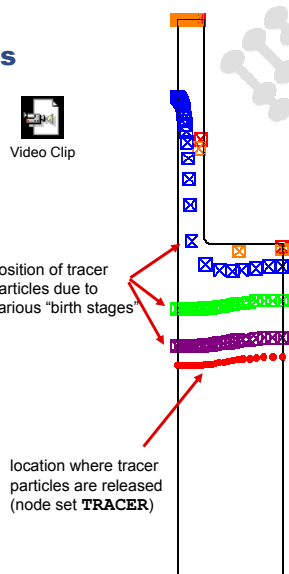 s
Video Clip
osition of tracer
articles due to
arious “birth stages”
location where tracer
particles are released
(node set TRACER)